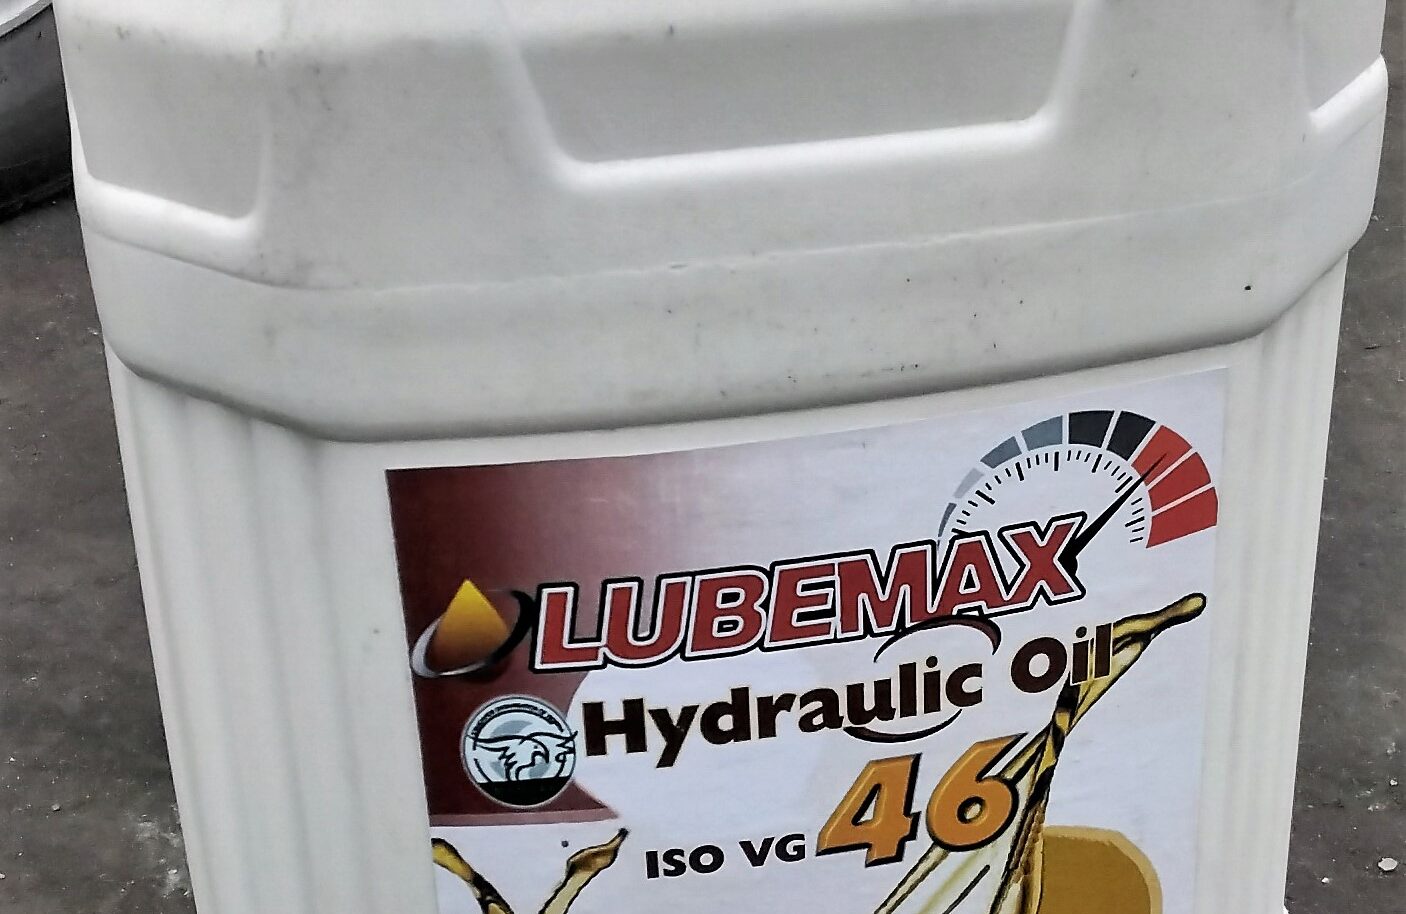 LUBEMAX
Hydraulic Oil
ISO VG 46